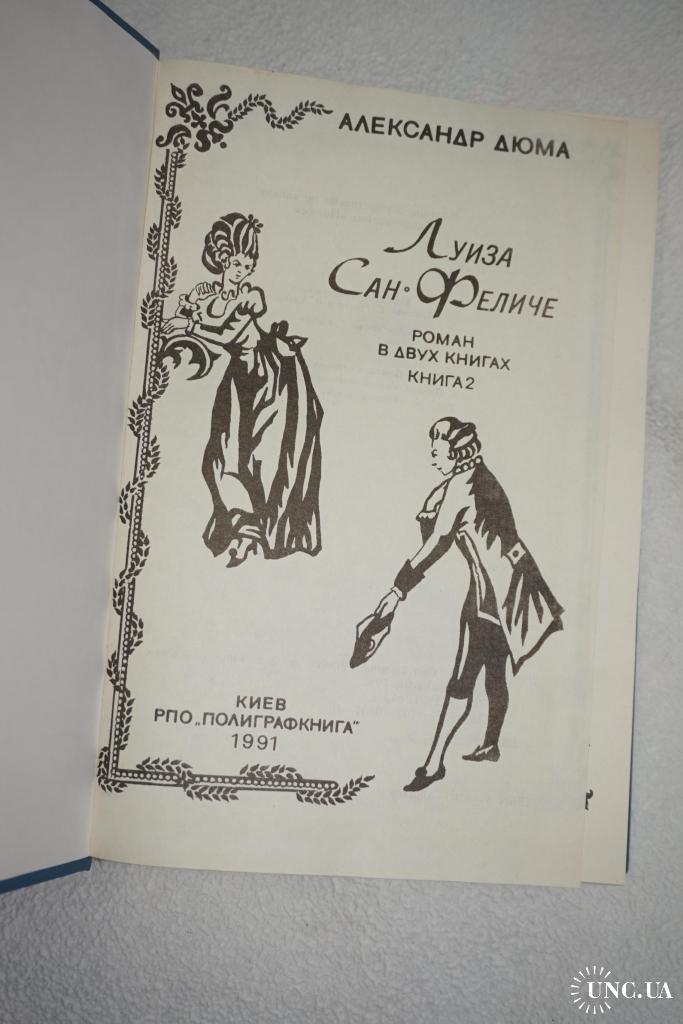 АЛЕКСАНДР ДЮМА
ЛУИЗА
САН-ФЕЛИЧЕ
РОМАН
В ДВУХ КНИГАХ
КНИГА 2
КИЕВ
РПО „ПОЛИГРАФКНИГА"
1991
UNC.UA